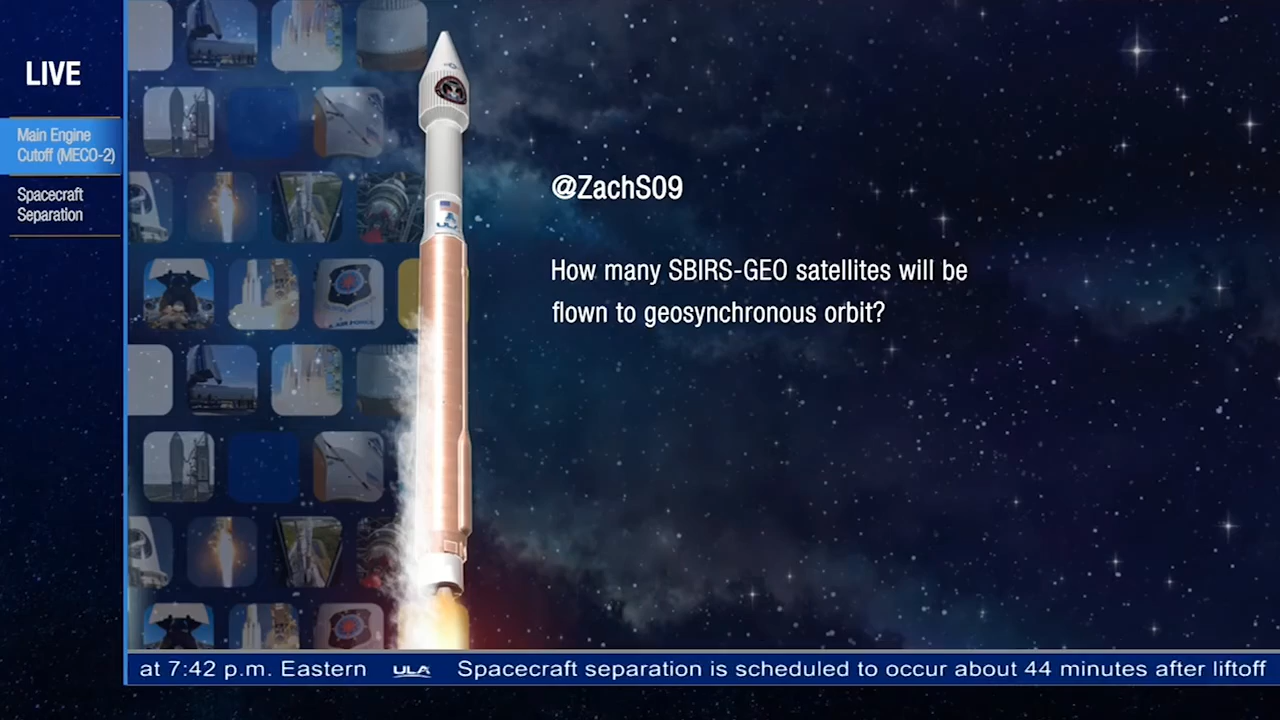 LIVE
Main Engine
Cutoff (MECO-2)
Spacecraft
Separation
@ZachS09
How many SBIRS-GEO satellites will be
flown to geosynchronous orbit?
at 7:42 p.m. Eastern ULA Spacecraft separation is scheduled to occur about 44 minutes after liftoff